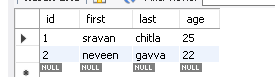 id first last age
1 sravan chitla 25
2 neveen gavva 22
NULL NULL NULL NULL